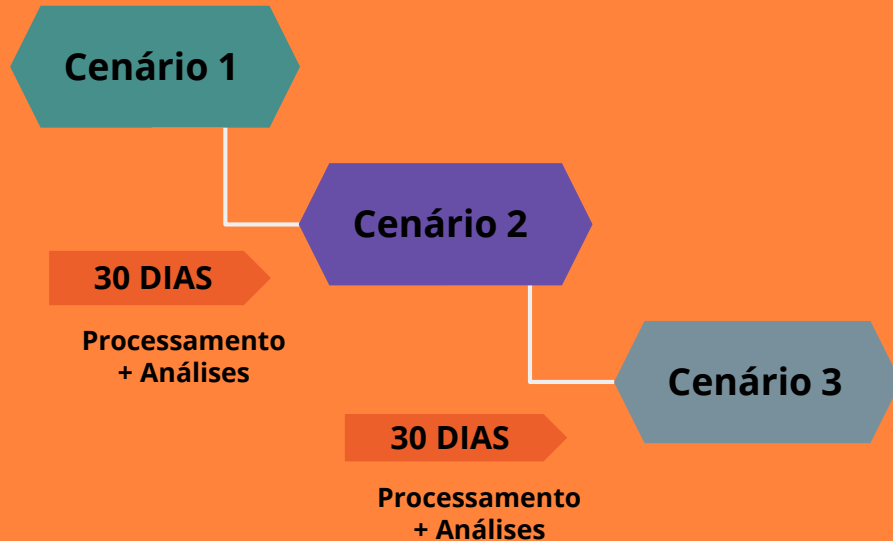 Cenário 1
Cenário 2
30 DIAS
Processamento
+ Análises
Cenário 3
30 DIAS
Processamento
+ Análises